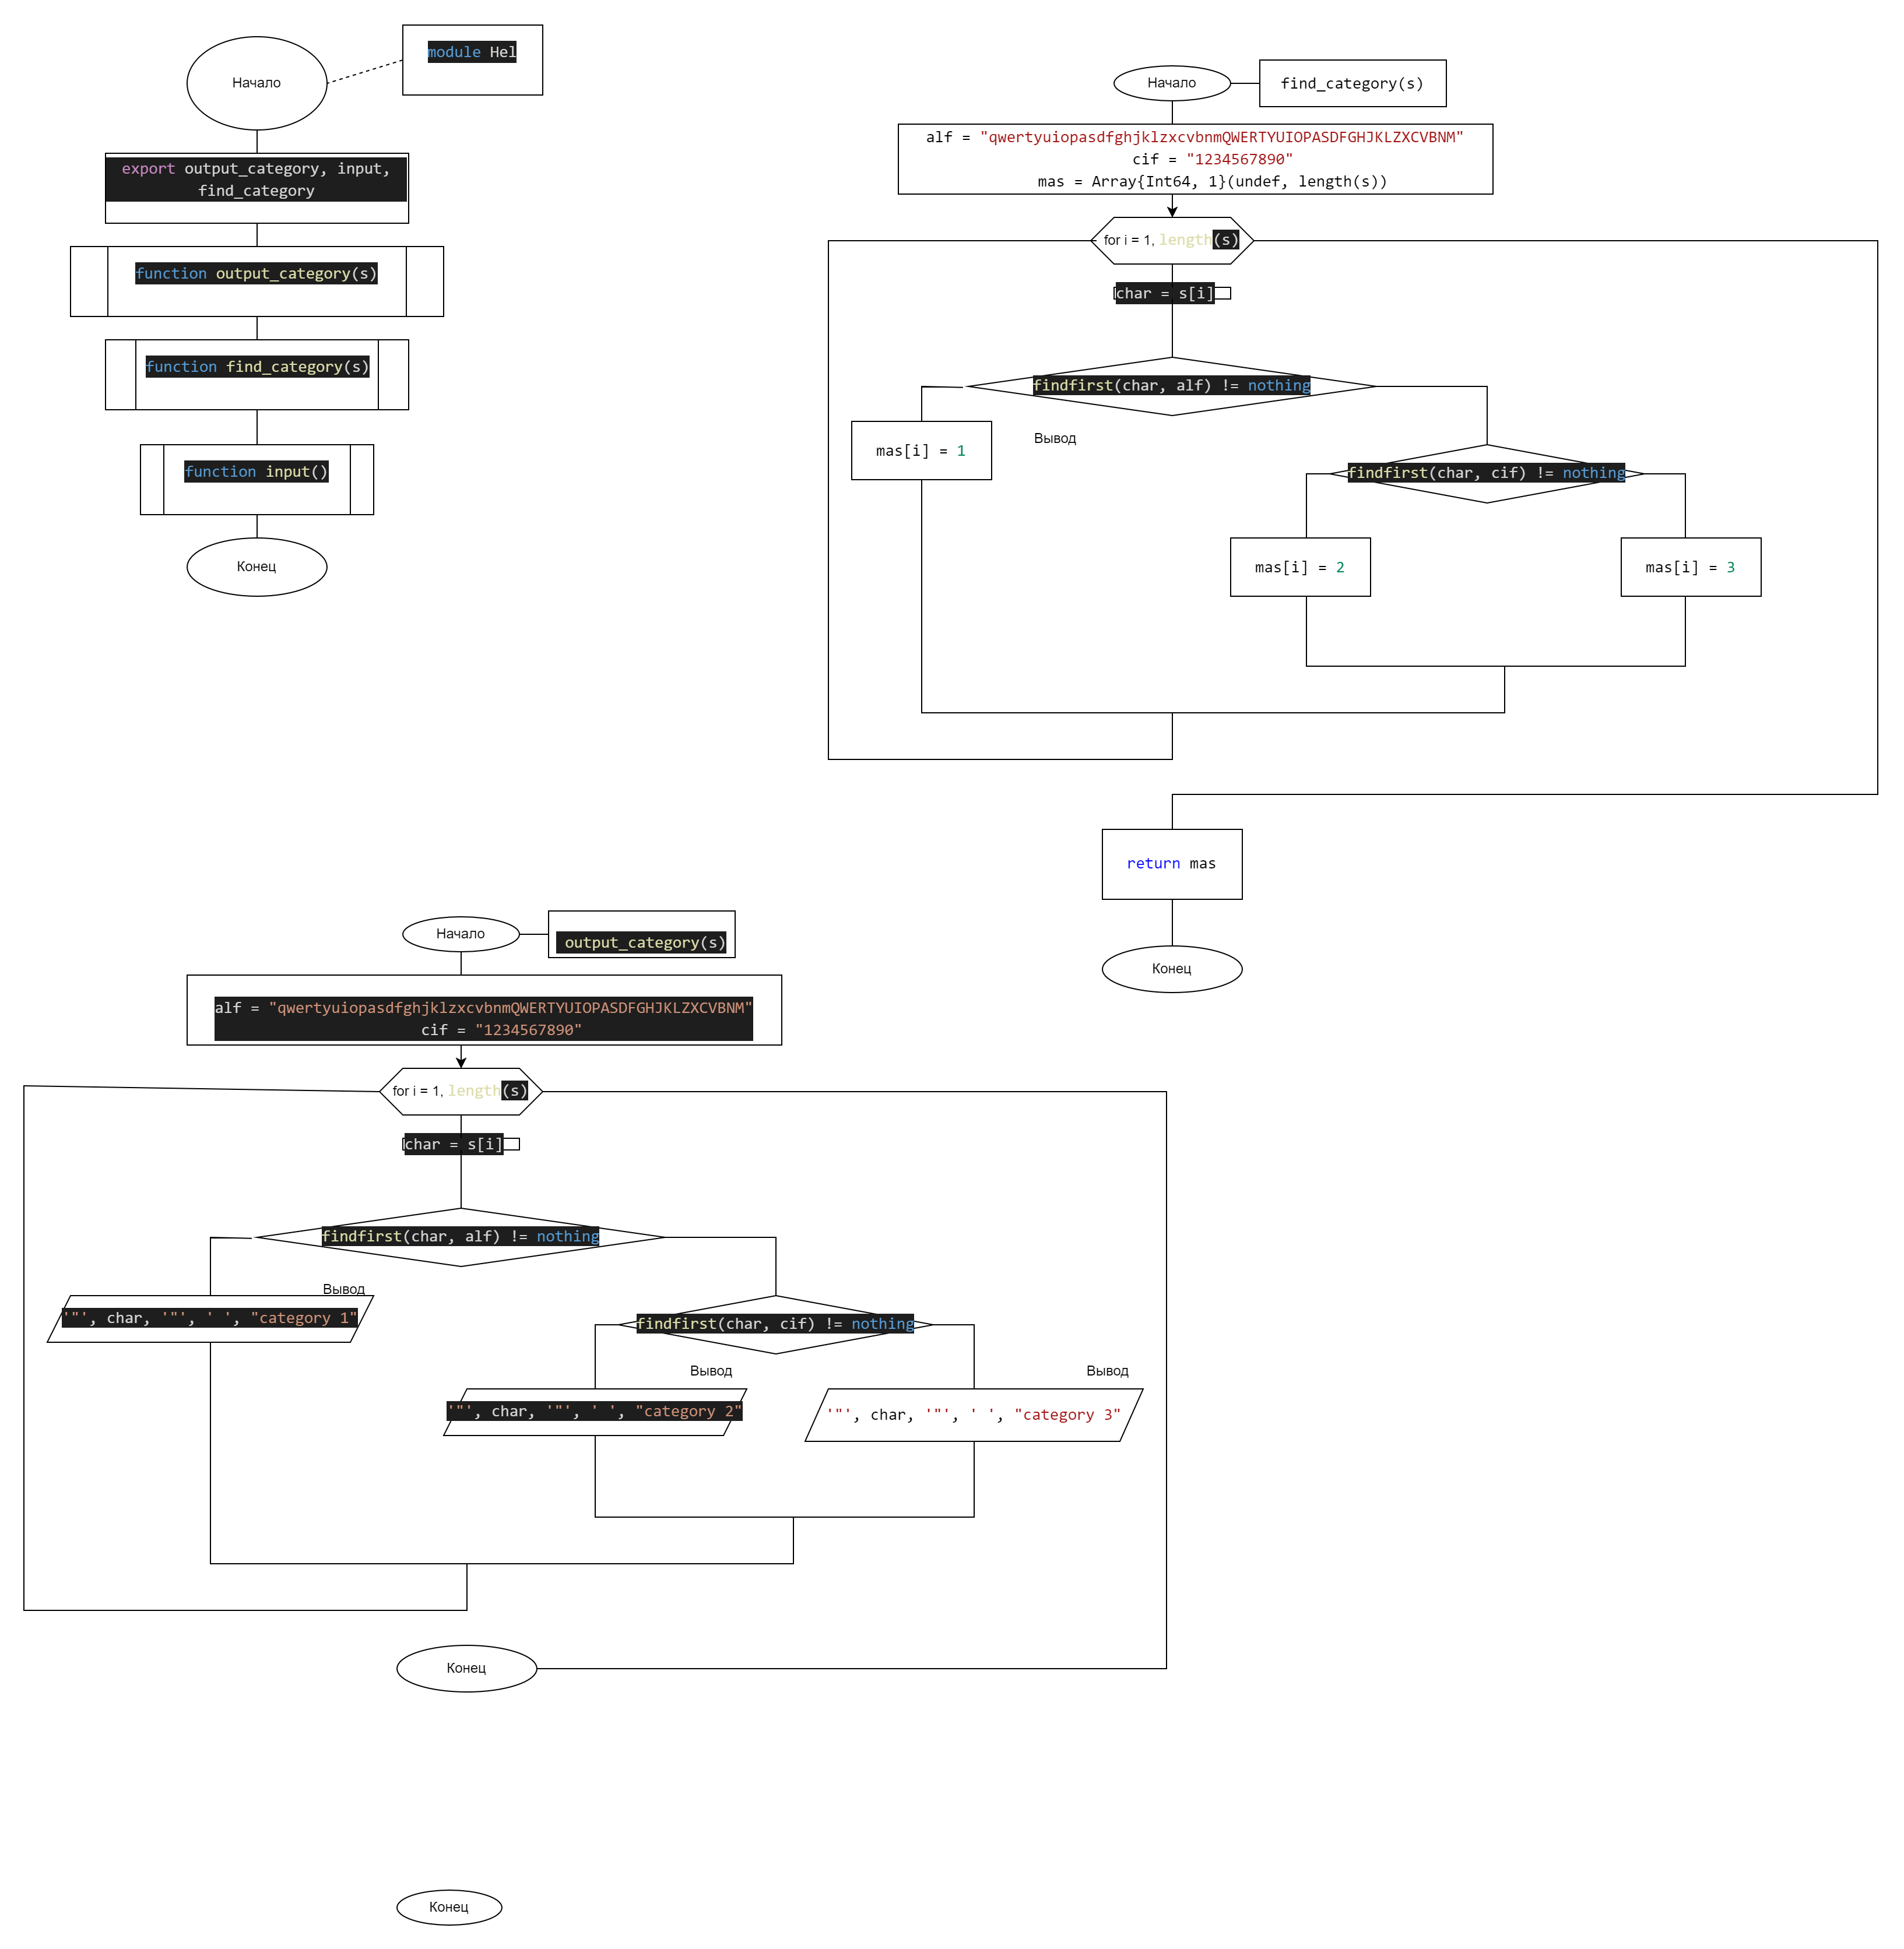 Начало
module Hel
export output_category, input,
find_category
function output_category(s)
function find_category(s)
function input()
Конец
Начало
find_category(s)
alf = "qwertyuiopasdfghjklzxcvbnmQWERTYUIOPASDFGHJKLZXCVBNM"
cif = "1234567890"
mas = Array{Int64, 1}(undef, length(s))
for i = 1, length(s)
char = s[i]
findfirst(char, alf) != nothing
Вывод
mas[i] = 1
findfirst(char, cif) != nothing
mas[i] = 2
mas[i] = 3
return mas
Конец
Начало
output_category(s)
alf = "qwertyuiopasdfghjklzxcvbnmQWERTYUIOPASDFGHJKLZXCVBNM"
cif = "1234567890"
for i = 1, length(s)
char = s[i]
findfirst(char, alf) != nothing
Вывод
'"', char, '"', ' ', "category 1"
findfirst(char, cif) != nothing
Вывод
Вывод
'"', char, '"', ' ', "category 2"
'"', char, '"', ' ', "category 3"
Конец
Конец